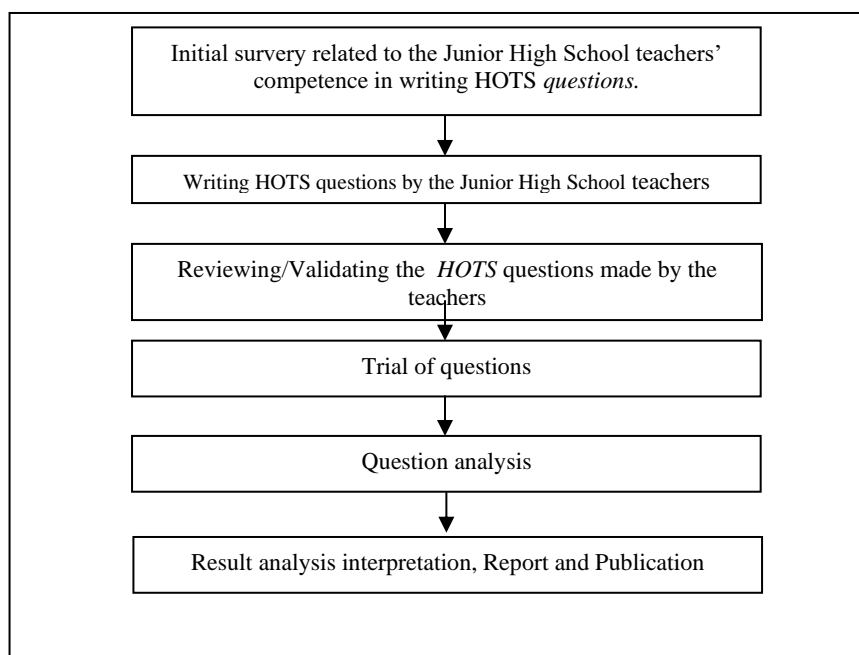 Initial survery related to the Junior High School teachers’
competence in writing HOTS questions.
Writing HOTS questions by the Junior High School teachers
Reviewing/Validating the HOTS questions made by the
teachers
Trial of questions
Question analysis
Result analysis interpretation, Report and Publication